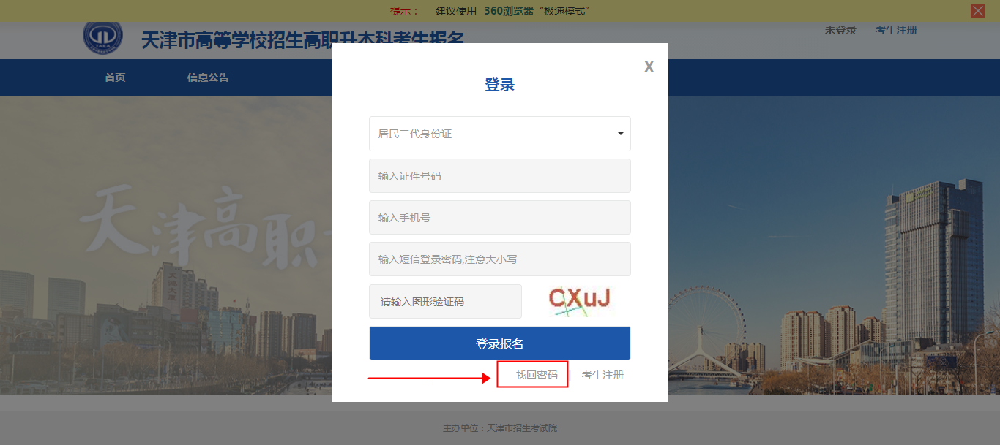 提示： 建议使用 360浏览器 “极速模式”
TAEA
天津市高等学校招生高职升本科考生报名
未登录 考生注册
首页 信息公告
X
登录
居民二代身份证
输入证件号码
输入手机号
输入短信登录密码,注意大小写
请输入图形验证码 CXuJ
登录报名
找回密码 | 考生注册
天津高职
主办单位：天津市招生考试院